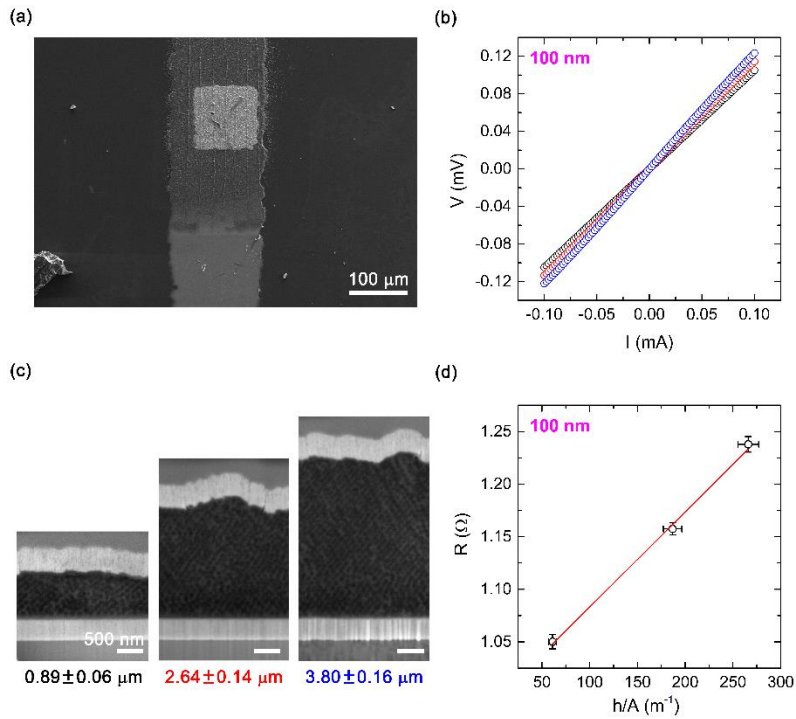 (a)
100 μm
(b)
100 nm
0.12
0.08
0.04
0.00
-0.04
-0.08
-0.12
V (mV)
-0.10 -0.05 0.00 0.05 0.10
I (mA)
(c)
500 nm
0.89±0.06 μm
2.64±0.14 μm
3.80±0.16 μm
(d)
100 nm
1.25
1.20
1.15
1.10
1.05
R (Ω)
50 100 150 200 250 300
h/A (m⁻¹)